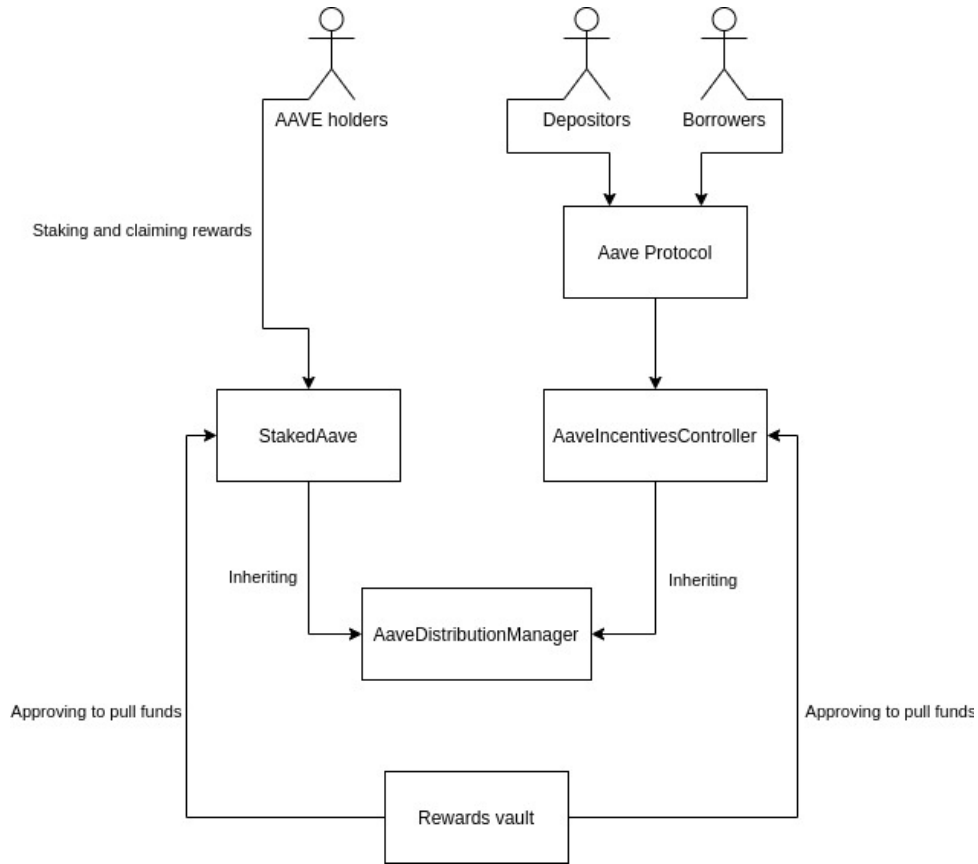 AAVE holders
Depositors
Borrowers
Staking and claiming rewards
Aave Protocol
StakedAave
AaveIncentivesController
Inheriting
Inheriting
AaveDistributionManager
Approving to pull funds
Approving to pull funds
Rewards vault